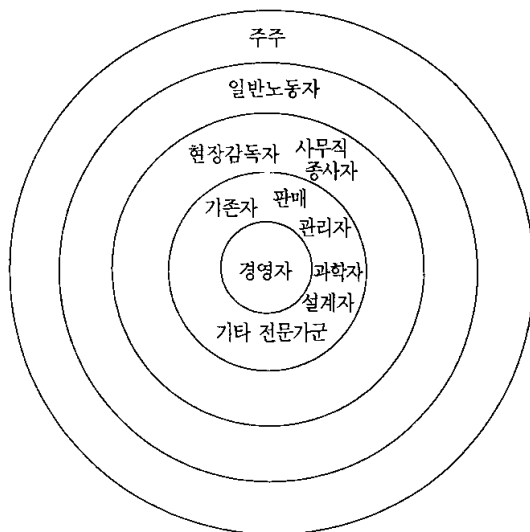 주주
일반노동자
현장감독자 사무직
종사자
기존자 판매
관리자
경영자 과학자
설계자
기타 전문가군